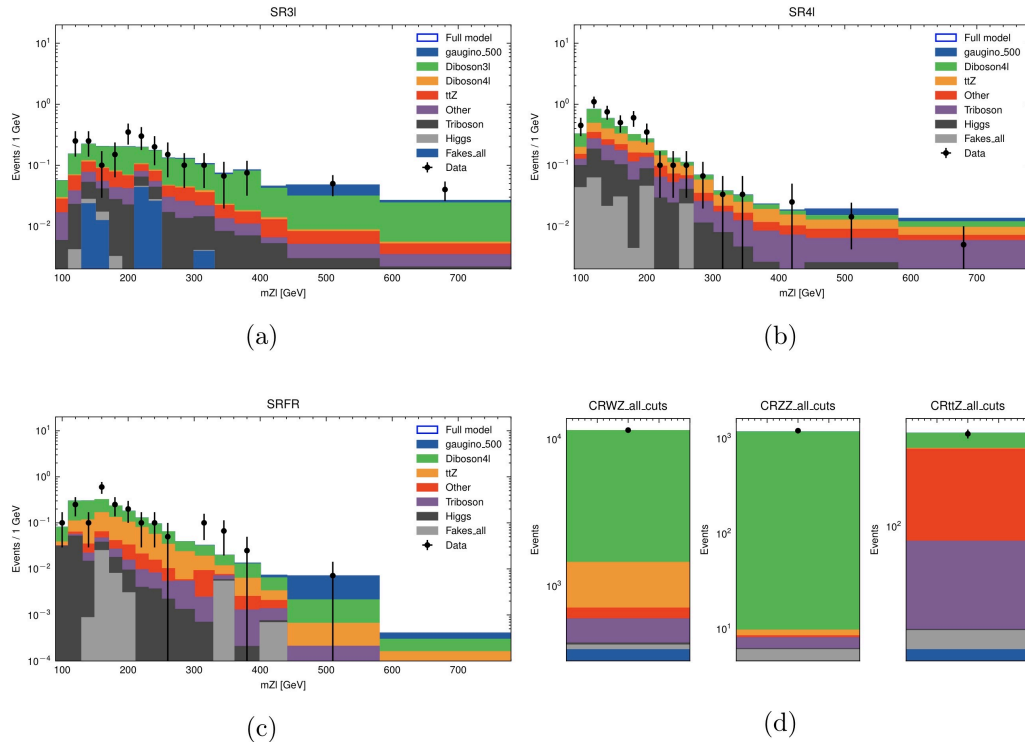 SR3l
Events / 1 GeV
10¹
10⁰
10⁻¹
10⁻²
Full model
gaugino_500
Diboson3l
Diboson4l
ttZ
Other
Triboson
Higgs
Fakes_all
Data
100 200 300 400 500 600 700
mZl [GeV]
(a)
SR4l
Events / 1 GeV
10¹
10⁰
10⁻¹
10⁻²
Full model
gaugino_500
Diboson4l
ttZ
Other
Triboson
Higgs
Fakes_all
Data
100 200 300 400 500 600 700
mZl [GeV]
(b)
SRFR
Events / 1 GeV
10¹
10⁰
10⁻¹
10⁻²
10⁻³
10⁻⁴
Full model
gaugino_500
Diboson4l
ttZ
Other
Triboson
Higgs
Fakes_all
Data
100 200 300 400 500 600 700
mZl [GeV]
(c)
CRWZ_all_cuts
Events
10⁴
10³
CRZZ_all_cuts
Events
10³
10²
10¹
CRttZ_all_cuts
Events
10²
(d)